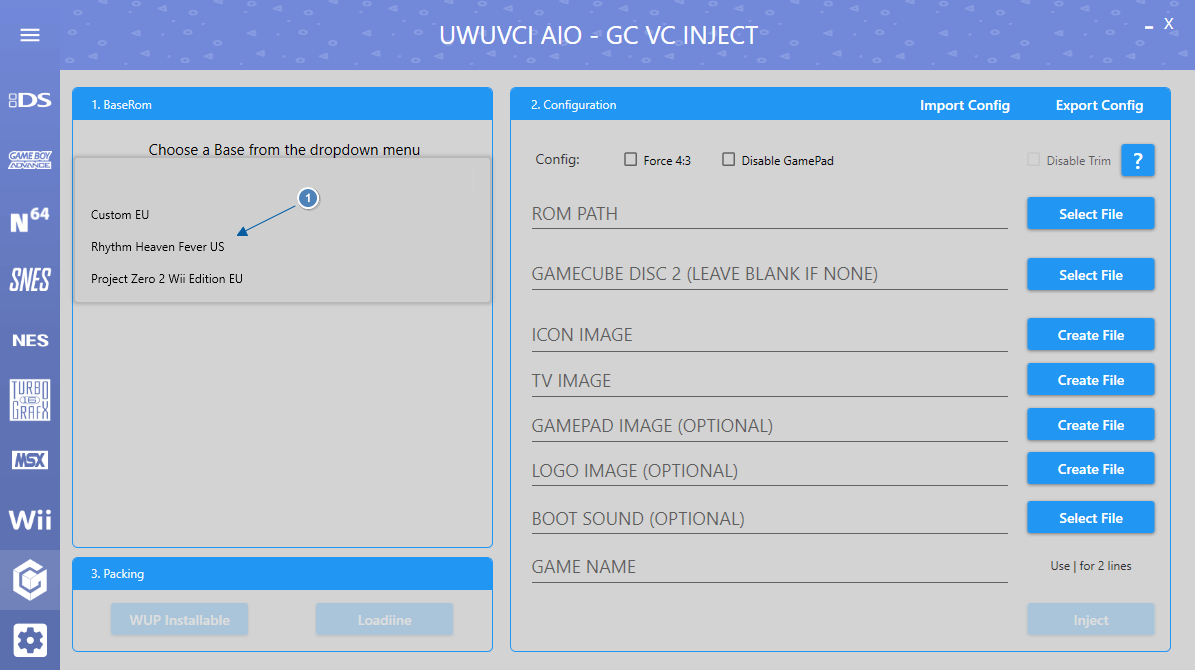 UWUVCI AIO - GC VC INJECT
X
DS
GAME BOY
ADVANCE
N64
SNES
NES
TURBO
16
GRAFX
MSX
Wii
1. BaseRom
Choose a Base from the dropdown menu
1
Custom EU
Rhythm Heaven Fever US
Project Zero 2 Wii Edition EU
3. Packing
WUP Installable
Loadiine
2. Configuration
Import Config
Export Config
Config:
Force 4:3
Disable GamePad
Disable Trim
?
ROM PATH
Select File
GAMECUBE DISC 2 (LEAVE BLANK IF NONE)
Select File
ICON IMAGE
Create File
TV IMAGE
Create File
GAMEPAD IMAGE (OPTIONAL)
Create File
LOGO IMAGE (OPTIONAL)
Create File
BOOT SOUND (OPTIONAL)
Select File
GAME NAME
Use | for 2 lines
Inject